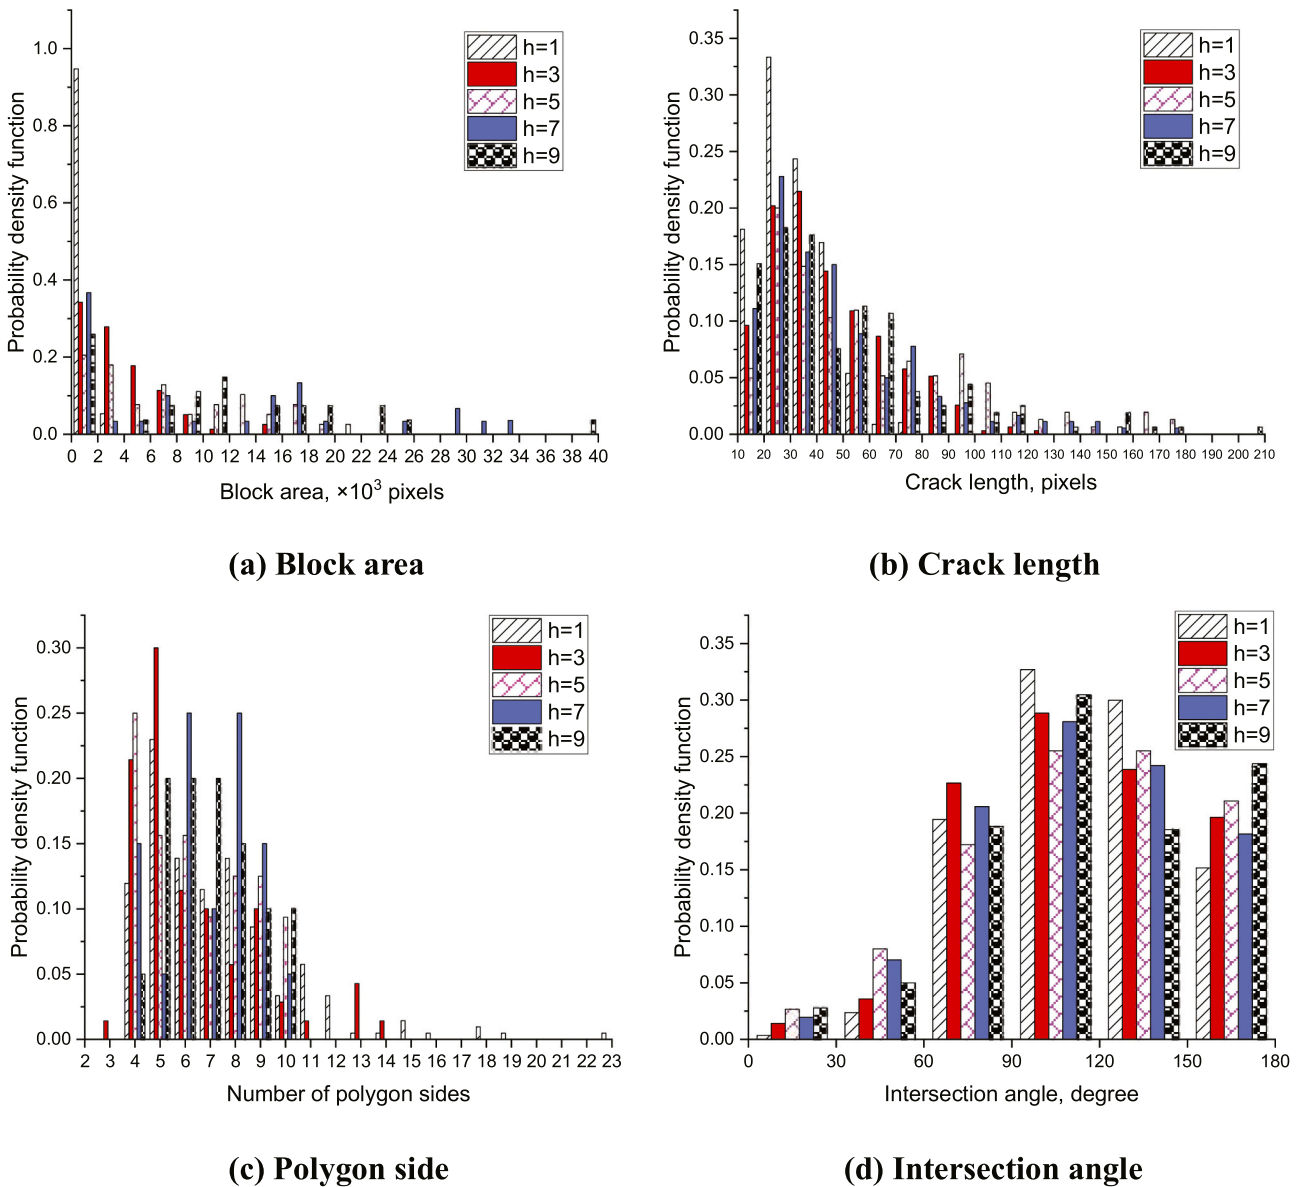 Probability density function
1.0
0.8
0.6
0.4
0.2
0.0
h=1
h=3
h=5
h=7
h=9
0 2 4 6 8 10 12 14 16 18 20 22 24 26 28 30 32 34 36 38 40
Block area, ×10³ pixels
(a) Block area
Probability density function
0.35
0.30
0.25
0.20
0.15
0.10
0.05
0.00
h=1
h=3
h=5
h=7
h=9
10 20 30 40 50 60 70 80 90 100 110 120 130 140 150 160 170 180 190 200 210
Crack length, pixels
(b) Crack length
Probability density function
0.30
0.25
0.20
0.15
0.10
0.05
0.00
h=1
h=3
h=5
h=7
h=9
2 3 4 5 6 7 8 9 10 11 12 13 14 15 16 17 18 19 20 21 22 23
Number of polygon sides
(c) Polygon side
Probability density function
0.35
0.30
0.25
0.20
0.15
0.10
0.05
0.00
h=1
h=3
h=5
h=7
h=9
0 30 60 90 120 150 180
Intersection angle, degree
(d) Intersection angle